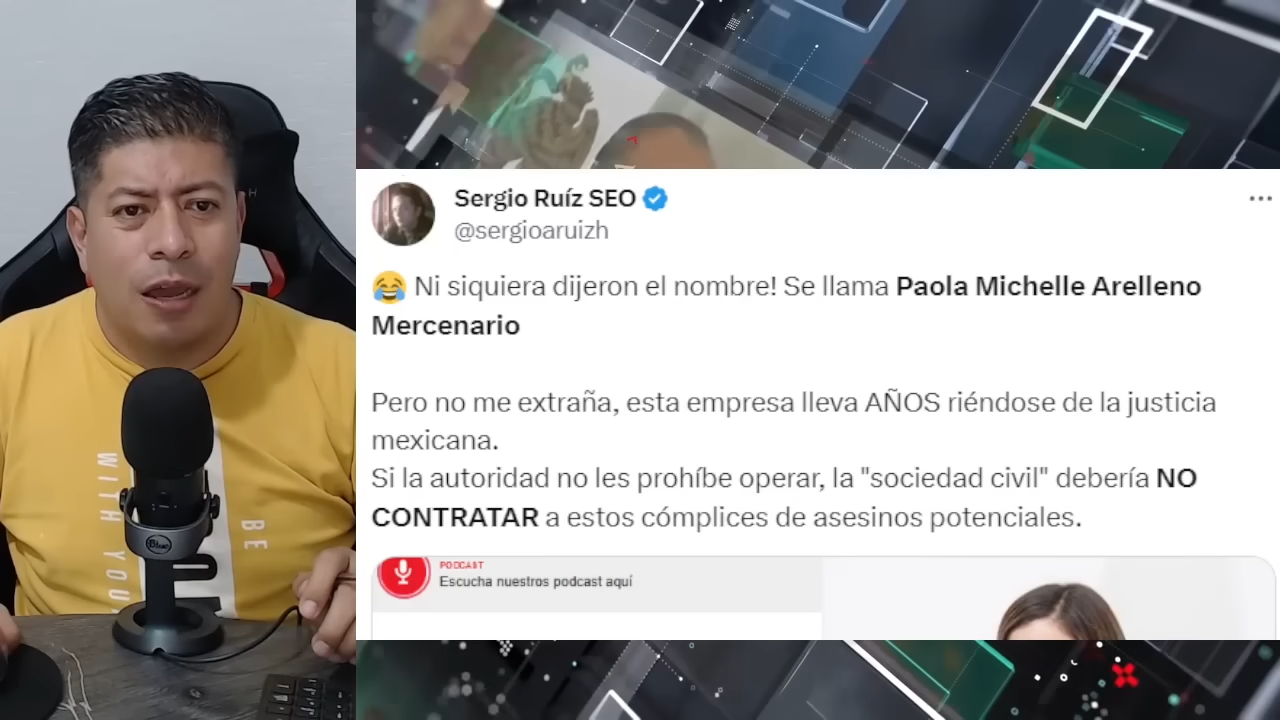 Sergio Ruíz SEO
@sergioaruizh
😂 Ni siquiera dijeron el nombre! Se llama Paola Michelle Arelleno
Mercenario
Pero no me extraña, esta empresa lleva AÑOS riéndose de la justicia
mexicana.
Si la autoridad no les prohíbe operar, la "sociedad civil" debería NO
CONTRATAR a estos cómplices de asesinos potenciales.
PODCAST
Escucha nuestros podcast aquí
WITH YOU
BE
Blue